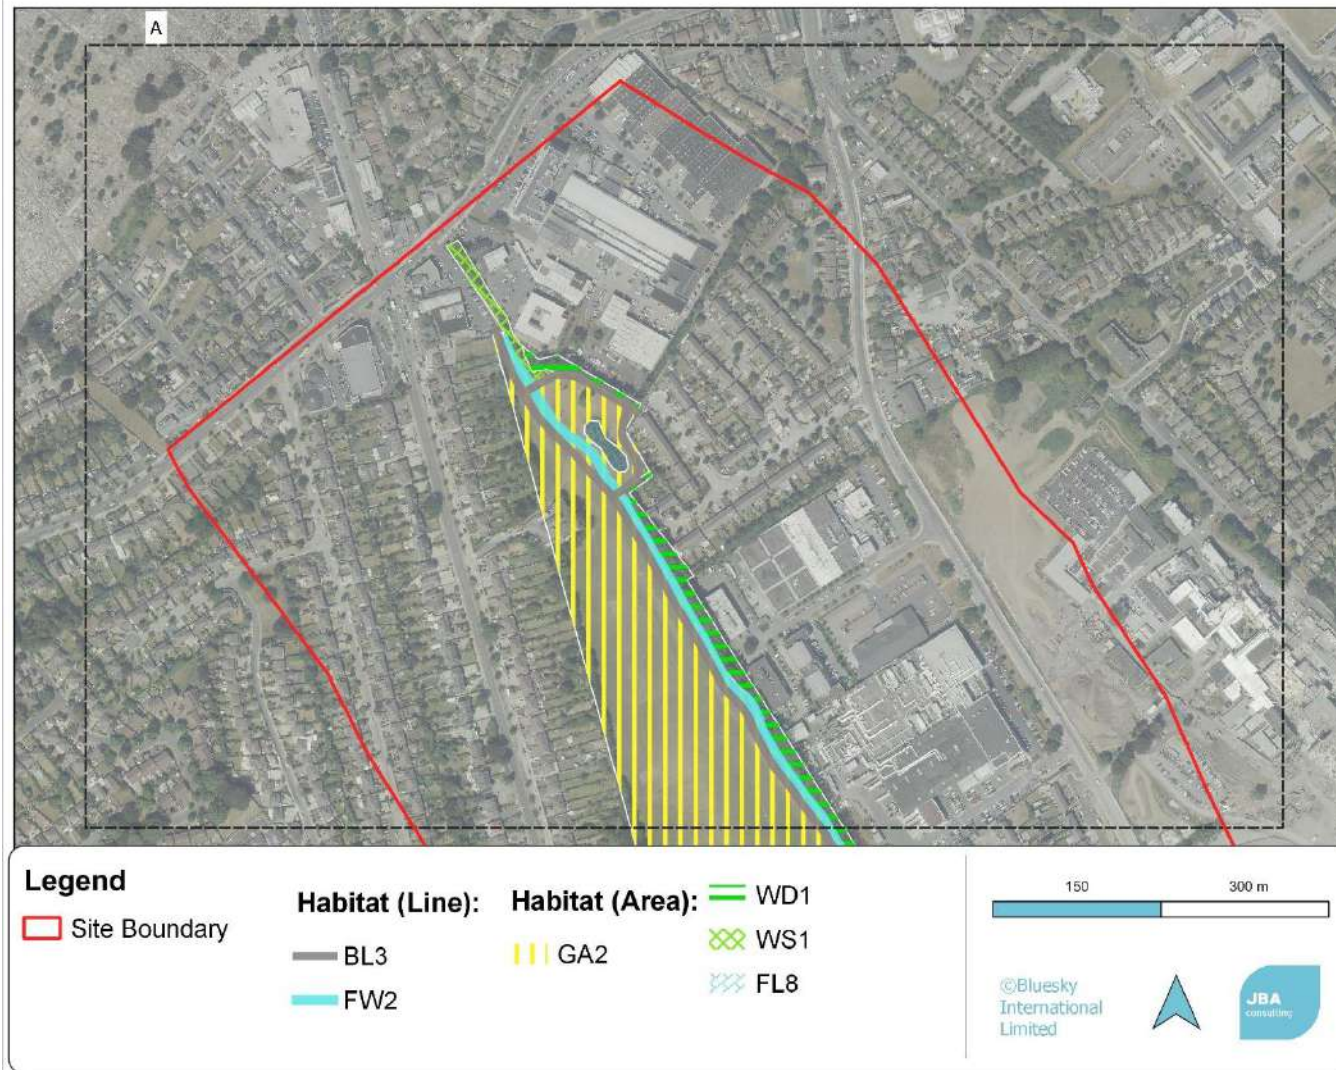 A
Legend
Site Boundary
Habitat (Line):
BL3
FW2
Habitat (Area):
GA2
WD1
WS1
FL8
150
300 m
©Bluesky
International
Limited
JBA
consulting